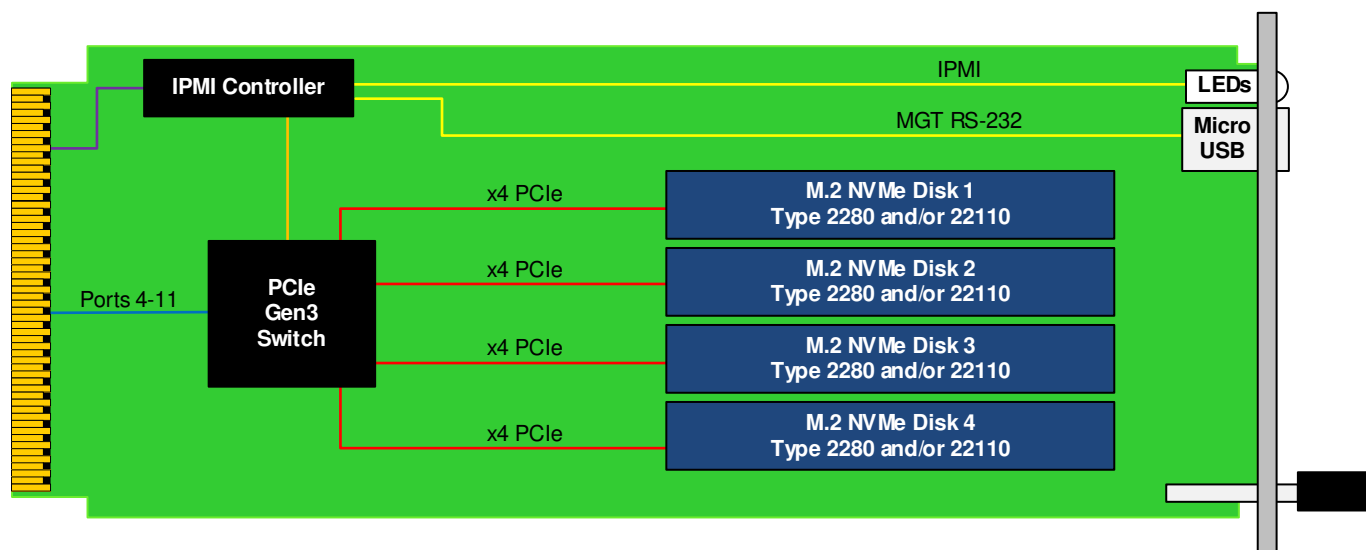 IPMI Controller
IPMI
LEDs
MGT RS-232
Micro
USB
x4 PCIe
M.2 NVMe Disk 1
Type 2280 and/or 22110
x4 PCIe
M.2 NVMe Disk 2
Type 2280 and/or 22110
Ports 4-11
PCIe
Gen3
Switch
x4 PCIe
M.2 NVMe Disk 3
Type 2280 and/or 22110
x4 PCIe
M.2 NVMe Disk 4
Type 2280 and/or 22110